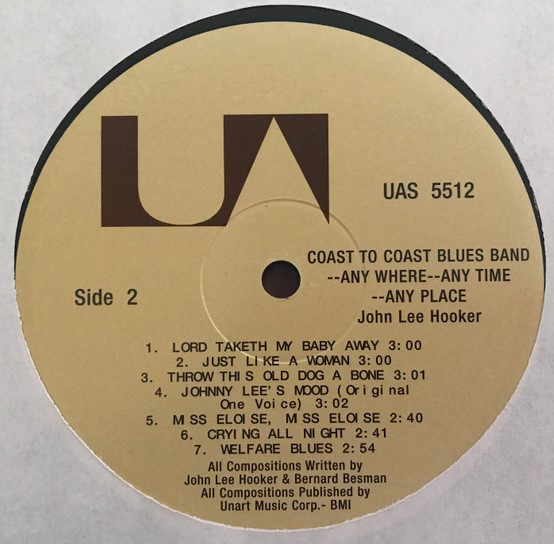 UA
UAS 5512
COAST TO COAST BLUES BAND
--ANY WHERE--ANY TIME
--ANY PLACE
John Lee Hooker
Side 2
1. LORD TAKETH MY BABY AWAY 3:00
2. JUST LIKE A WOMAN 3:00
3. THROW THIS OLD DOG A BONE 3:01
4. JOHNNY LEE'S MOOD (Original
One Voice) 3:02
5. MISS ELOISE, MISS ELOISE 2:40
6. CRYING ALL NIGHT 2:41
7. WELFARE BLUES 2:54
All Compositions Written by
John Lee Hooker & Bernard Besman
All Compositions Published by
Unart Music Corp.- BMI